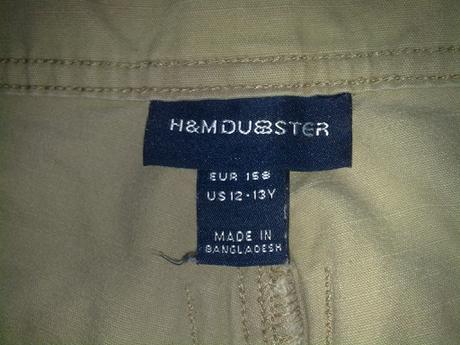 H&M DUBSTER
EUR 158
US 12-13Y
MADE IN
BANGLADESH